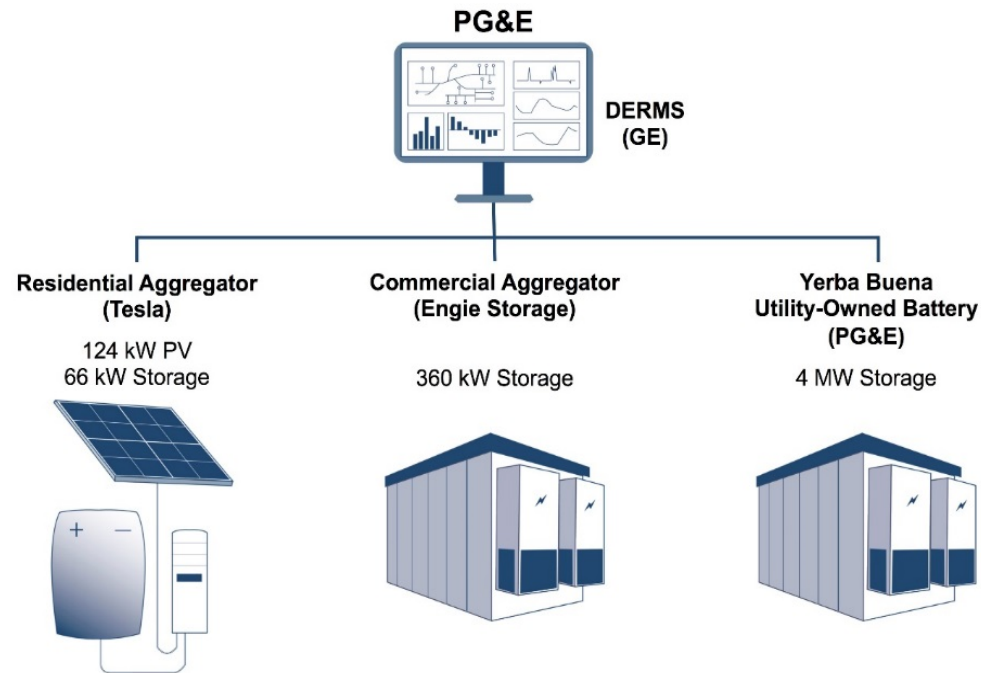 PG&E
DERMS
(GE)
Residential Aggregator
(Tesla)
124 kW PV
66 kW Storage
Commercial Aggregator
(Engie Storage)
360 kW Storage
Yerba Buena
Utility-Owned Battery
(PG&E)
4 MW Storage
+ —